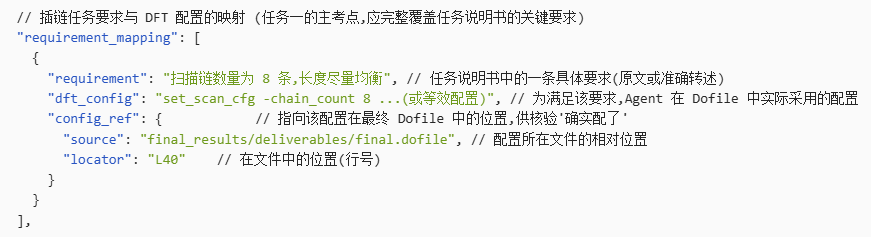 // 插链任务要求与 DFT 配置的映射 (任务一的主考点,应完整覆盖任务说明书的关键要求)
"requirement_mapping": [
{
"requirement": "扫描链数量为 8 条,长度尽量均衡", // 任务说明书中的一条具体要求(原文或准确转述)
"dft_config": "set_scan_cfg -chain_count 8 ...(或等效配置)", // 为满足该要求,Agent 在 Dofile 中实际采用的配置
"config_ref": { // 指向该配置在最终 Dofile 中的位置,供核验'确实配了'
"source": "final_results/deliverables/final.dofile", // 配置所在文件的相对位置
"locator": "L40" // 在文件中的位置(行号)
}
}
],